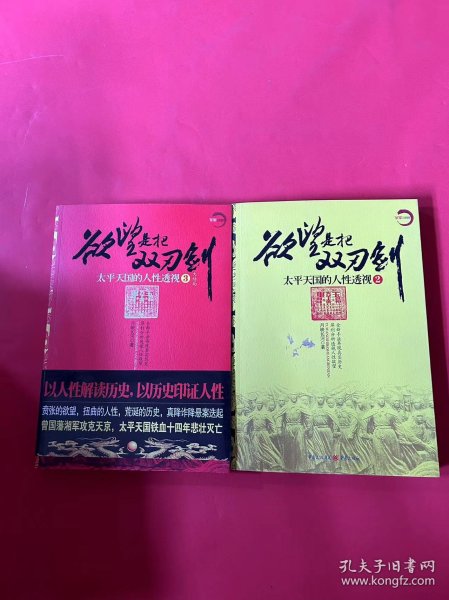 欲望是把
双刃剑
太平天国的人性透视3
以人性解读历史,以历史印证人性
贲张的欲望,扭曲的人性,荒诞的历史,真降诈降悬案迭起
曾国藩湘军攻克天京,太平天国铁血十四年悲壮灭亡
欲望是把
双刃剑
太平天国的人性透视2
孔夫子旧书网
www.kongfz.com